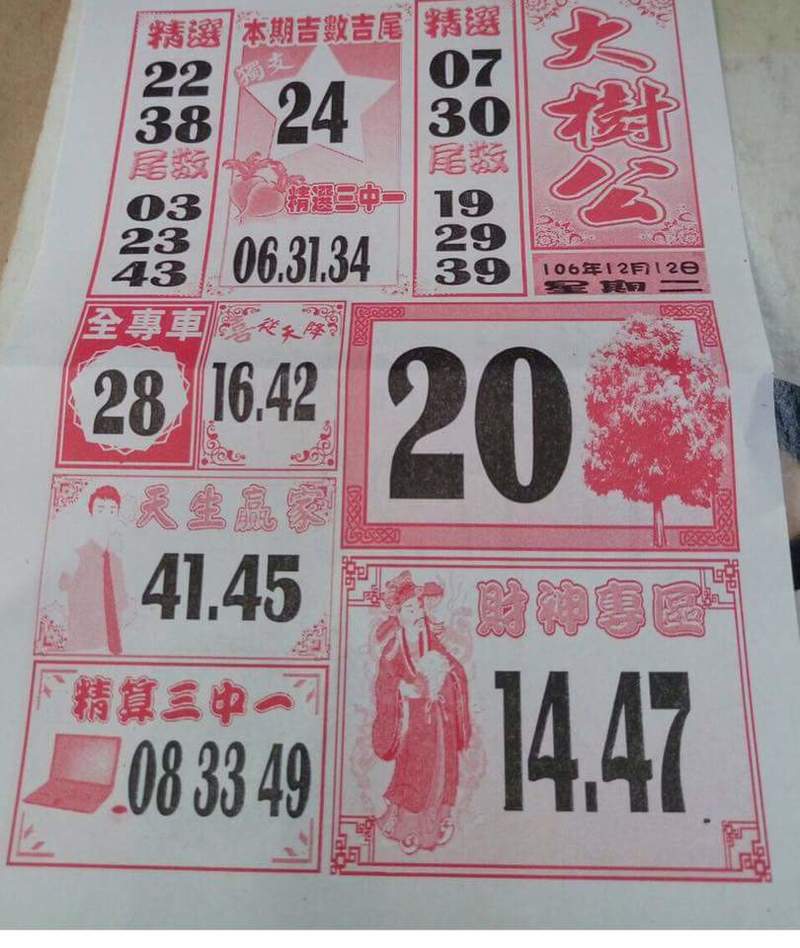 精選
22
38
尾数
03
23
43
本期吉數吉尾
獨支
24
精選三中一
06.31.34
精選
07
30
尾数
19
29
39
大樹公
106年12月12日
星期二
全專車
28
喜從天降
16.42
20
天生贏家
41.45
財神專區
14.47
精算三中一
08 33 49